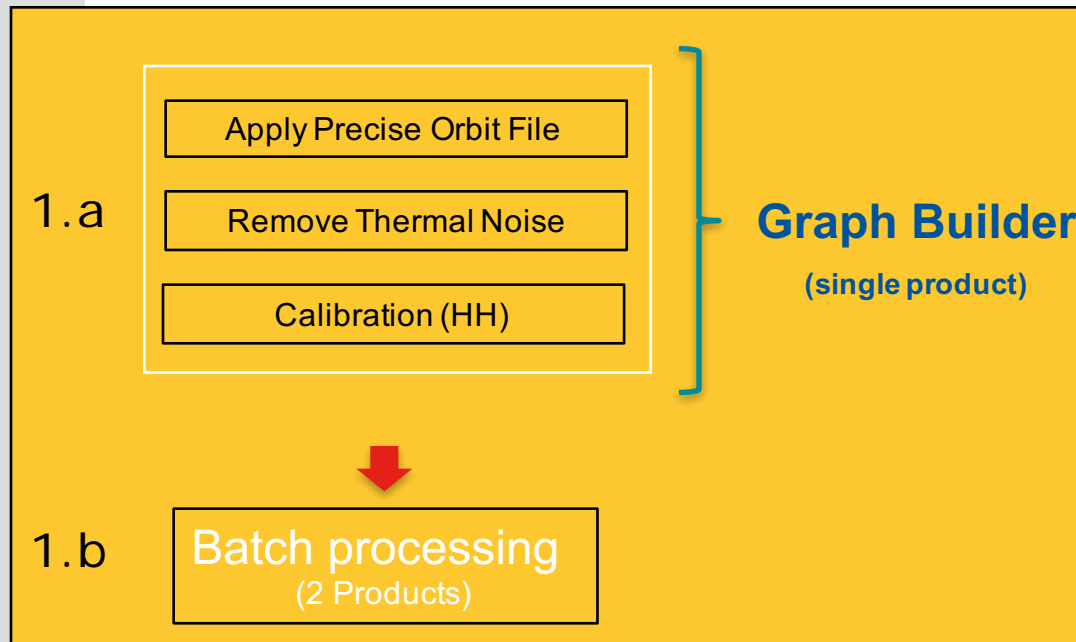 Apply Precise Orbit File
1.a
Remove Thermal Noise
Graph Builder
(single product)
Calibration (HH)
1.b
Batch processing
(2 Products)